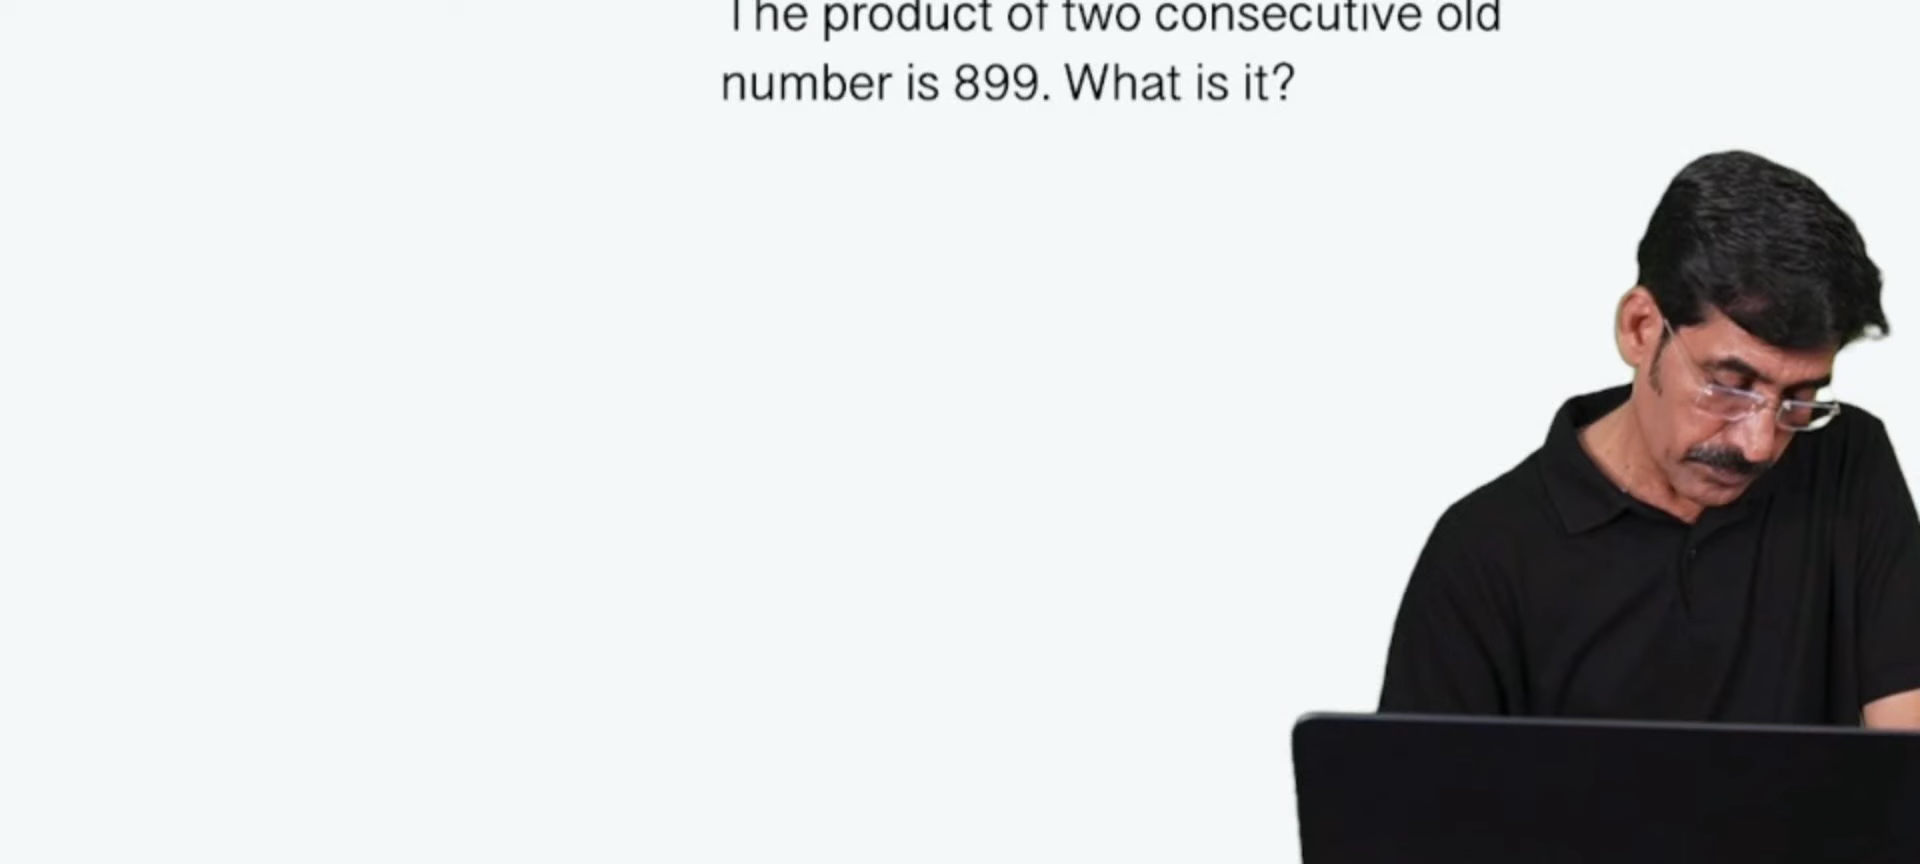 The product of two consecutive old
number is 899. What is it?